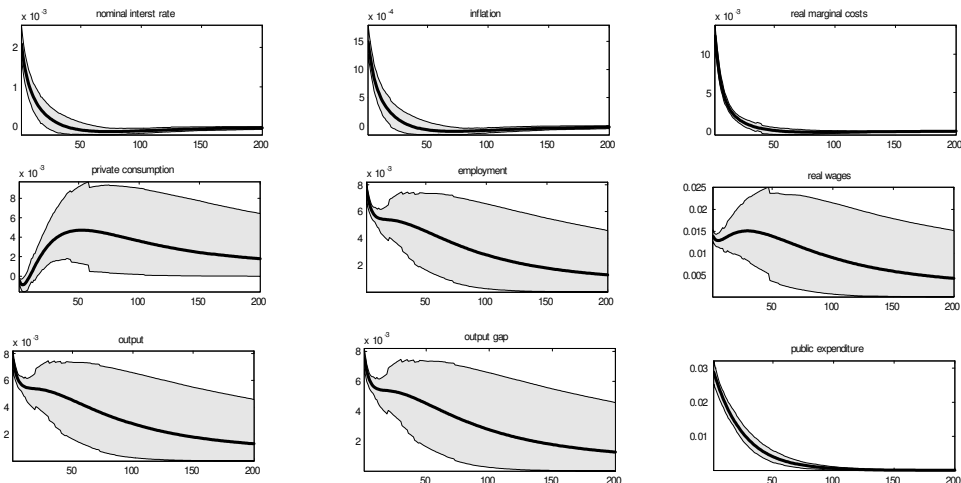 nominal interst rate
x 10 -3
2
1
0
50 100 150 200
inflation
x 10 -4
15
10
5
0
50 100 150 200
real marginal costs
x 10 -3
10
5
0
50 100 150 200
private consumption
x 10 -3
8
6
4
2
0
50 100 150 200
employment
x 10 -3
8
6
4
2
50 100 150 200
real wages
0.025
0.02
0.015
0.01
0.005
50 100 150 200
output
x 10 -3
8
6
4
2
50 100 150 200
output gap
x 10 -3
8
6
4
2
50 100 150 200
public expenditure
0.03
0.02
0.01
50 100 150 200